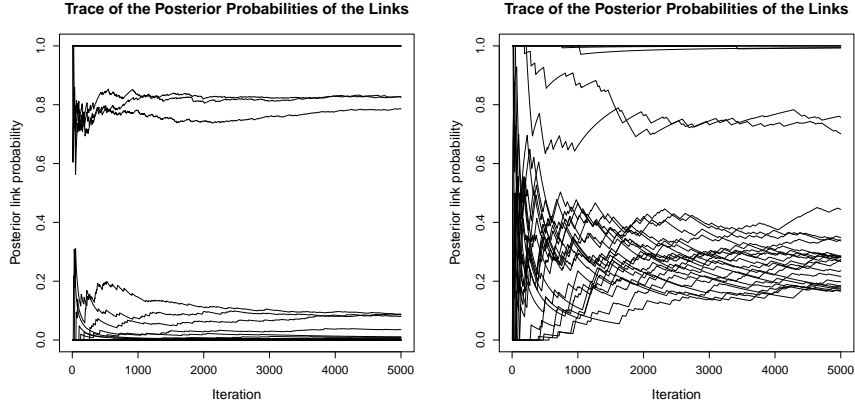 Trace of the Posterior Probabilities of the Links
Posterior link probability
0.0 0.2 0.4 0.6 0.8 1.0
0 1000 2000 3000 4000 5000
Iteration
Trace of the Posterior Probabilities of the Links
Posterior link probability
0.0 0.2 0.4 0.6 0.8 1.0
0 1000 2000 3000 4000 5000
Iteration